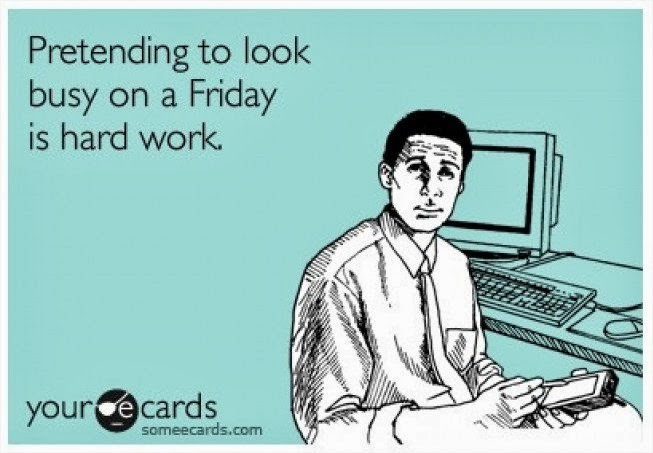 Pretending to look
busy on a Friday
is hard work.
your e cards
someecards.com